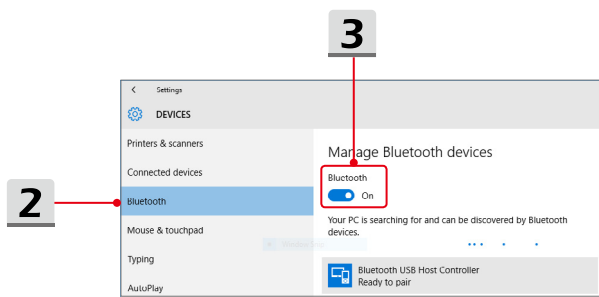 3
Settings
DEVICES
Printers & scanners
Manage Bluetooth devices
Connected devices
Bluetooth
On
2
Bluetooth
Your PC is searching for and can be discovered by Bluetooth
devices.
Mouse & touchpad
Typing
Bluetooth USB Host Controller
Ready to pair
AutoPlay